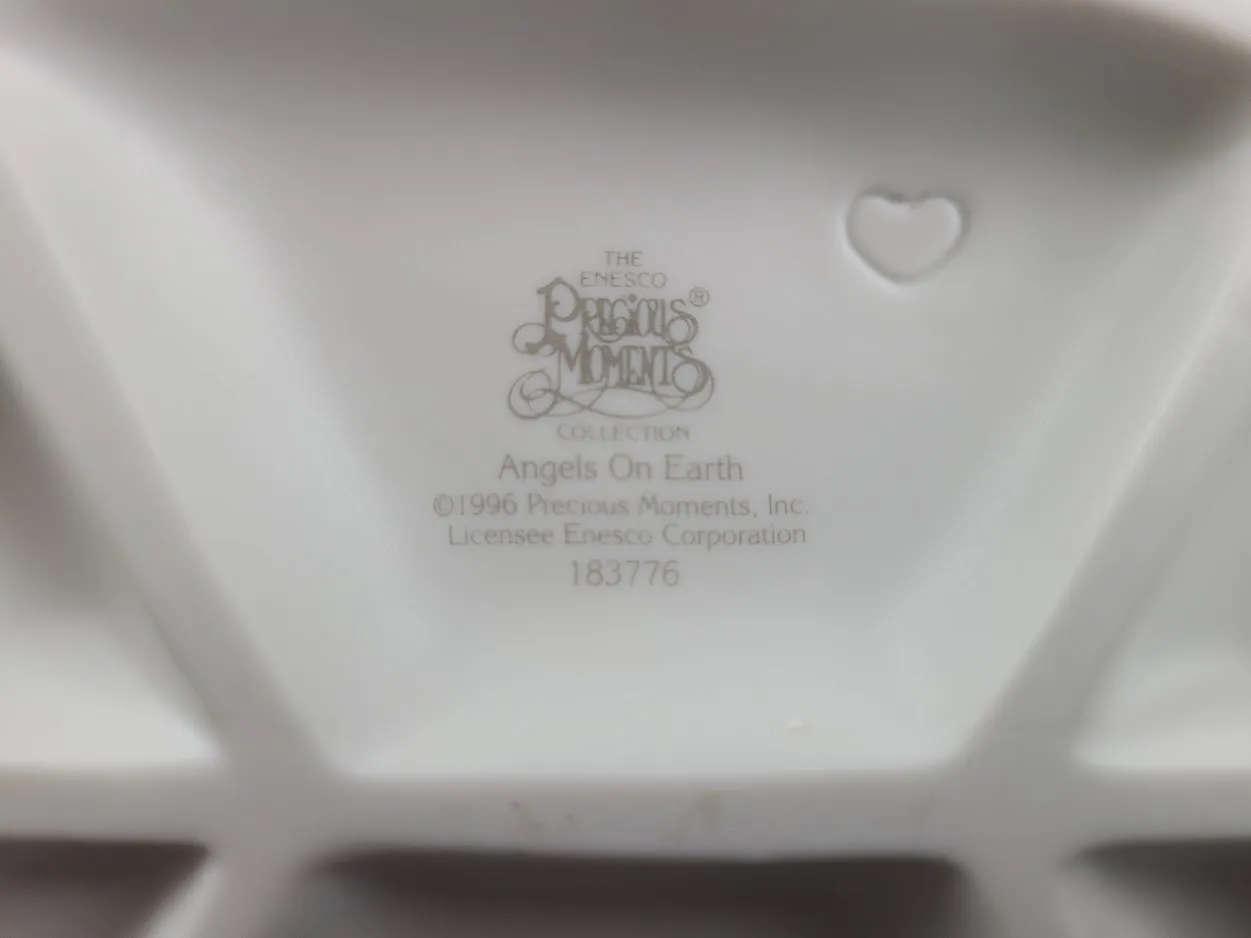 THE
ENESCO
PRECIOUS®
MOMENTS
COLLECTION
Angels On Earth
©1996 Precious Moments, Inc.
Licensee Enesco Corporation
183776